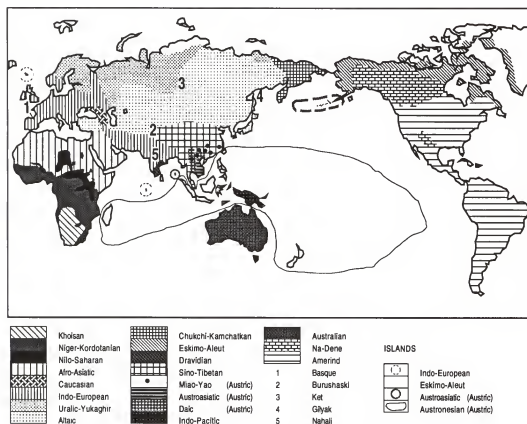 1
3
4
2
5
Khoisan
Niger-Kordotanian
Nilo-Saharan
Afro-Asiatic
Caucasian
Indo-European
Uralic-Yukaghir
Altaic
Chukchi-Kamchatkan
Eskimo-Aleut
Dravidian
Sino-Tibetan
Miao-Yao (Austric)
Austroasiatic (Austric)
Daic (Austric)
Indo-Pacific
Australian
Na-Dene
Amerind
1 Basque
2 Burushaski
3 Ket
4 Gilyak
5 Nahali
ISLANDS
Indo-European
Eskimo-Aleut
Austroasiatic (Austric)
Austronesian (Austric)